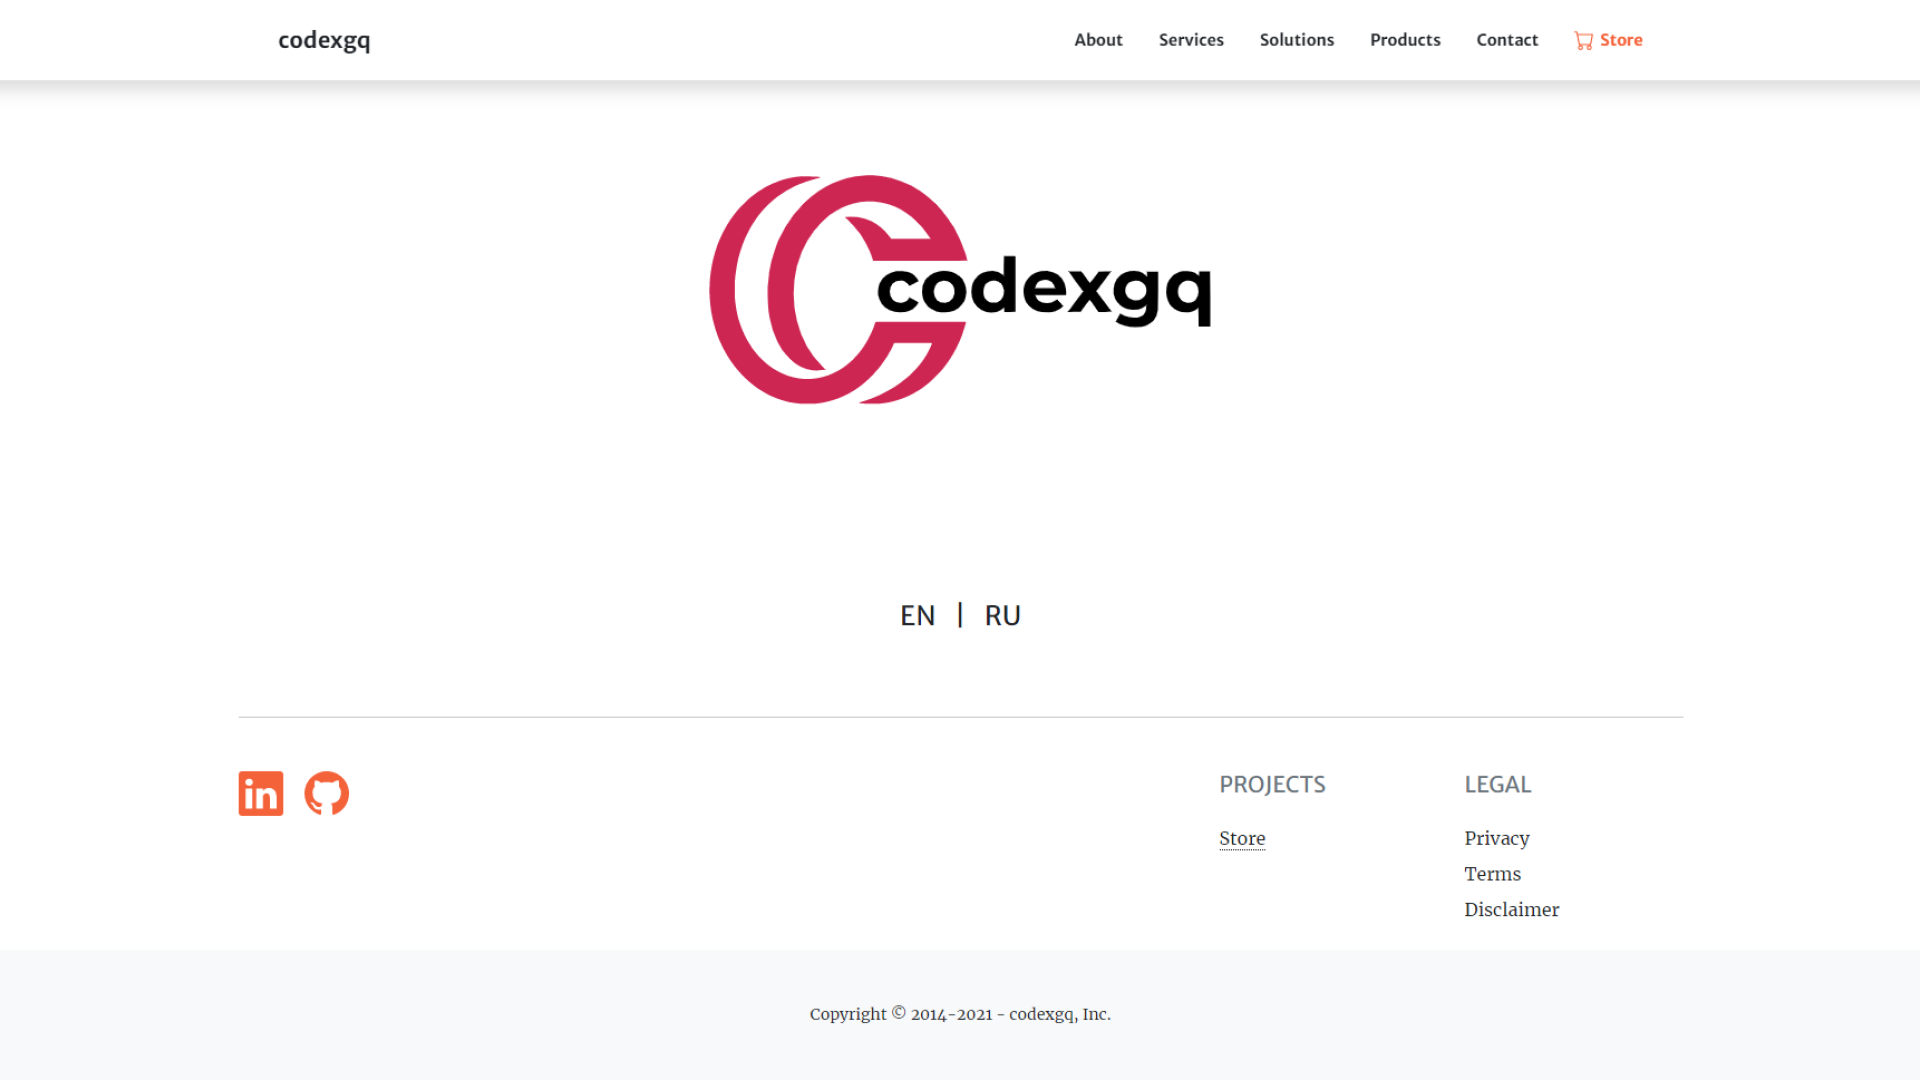 codexgq
About
Services
Solutions
Products
Contact
Store
codexgq
EN | RU
PROJECTS
Store
LEGAL
Privacy
Terms
Disclaimer
Copyright © 2014-2021 - codexgq, Inc.